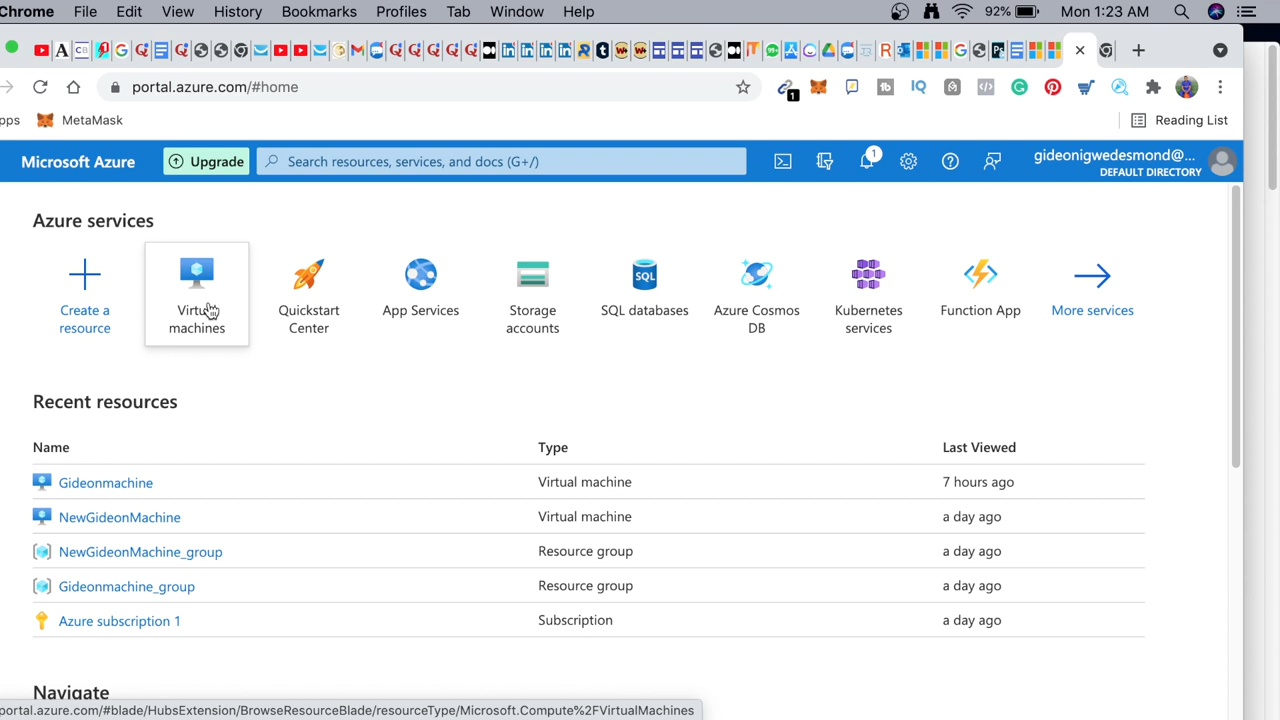 Chrome File Edit View History Bookmarks Profiles Tab Window Help 92% Mon 1:23 AM
portal.azure.com/#home
1
pps MetaMask Reading List
Microsoft Azure Upgrade Search resources, services, and docs (G+/) 1 gideonigwedesmond@...
DEFAULT DIRECTORY
Azure services
Create a resource
Virtual machines
Quickstart Center
App Services
Storage accounts
SQL
SQL databases
Azure Cosmos DB
Kubernetes services
Function App
More services
Recent resources
Name Type Last Viewed
Gideonmachine Virtual machine 7 hours ago
NewGideonMachine Virtual machine a day ago
NewGideonMachine_group Resource group a day ago
Gideonmachine_group Resource group a day ago
Azure subscription 1 Subscription a day ago
Navigate
portal.azure.com/#blade/HubsExtension/BrowseResourceBlade/resourceType/Microsoft.Compute%2FVirtualMachines